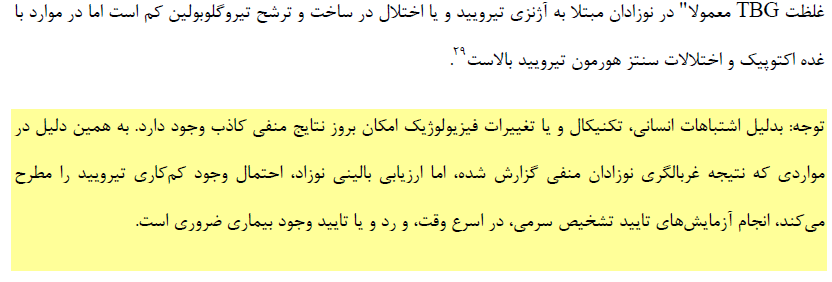 غلظت TBG معمولا" در نوزادان مبتلا به آژنزی تیرویید و یا اختلال در ساخت و ترشح تیروگلوبولین کم است اما در موارد با
غده اکتوپیک و اختلالات سنتز هورمون تیرویید بالاست۲۹.
توجه: بدلیل اشتباهات انسانی، تکنیکال و یا تغییرات فیزیولوژیک امکان بروز نتایج منفی کاذب وجود دارد. به همین دلیل در
مواردی که نتیجه غربالگری نوزادان منفی گزارش شده، اما ارزیابی بالینی نوزاد، احتمال وجود کم‌کاری تیرویید را مطرح
می‌کند، انجام آزمایش‌های تایید تشخیص سرمی، در اسرع وقت، و رد و یا تایید وجود بیماری ضروری است.